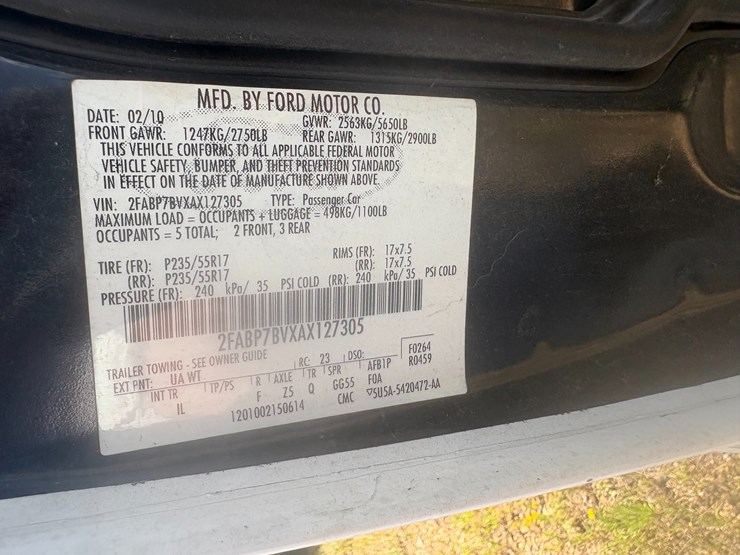 MFD. BY FORD MOTOR CO.
DATE: 02/10 GVWR: 2563KG/5650LB
FRONT GAWR: 1247KG/2750LB REAR GAWR: 1315KG/2900LB
THIS VEHICLE CONFORMS TO ALL APPLICABLE FEDERAL MOTOR
VEHICLE SAFETY, BUMPER, AND THEFT PREVENTION STANDARDS
IN EFFECT ON THE DATE OF MANUFACTURE SHOWN ABOVE.
VIN: 2FABP7BVXAX127305 TYPE: Passenger Car
MAXIMUM LOAD = OCCUPANTS + LUGGAGE = 498KG/1100LB
OCCUPANTS = 5 TOTAL; 2 FRONT, 3 REAR
TIRE (FR): P235/55R17 RIMS (FR): 17x7.5
(RR): P235/55R17 (RR): 17x7.5
PRESSURE (FR): 240 kPa/ 35 PSI COLD (RR): 240 kPa/ 35 PSI COLD
2FABP7BVXAX127305
TRAILER TOWING - SEE OWNER GUIDE F0264
EXT PNT: UA WT RC: 23 DSO: R0459
INT TR TP/PS R AXLE TR SPR AFB1P
IL F Z5 Q GG55 F0A
1201002150614 CMC ▽5U5A-5420472-AA